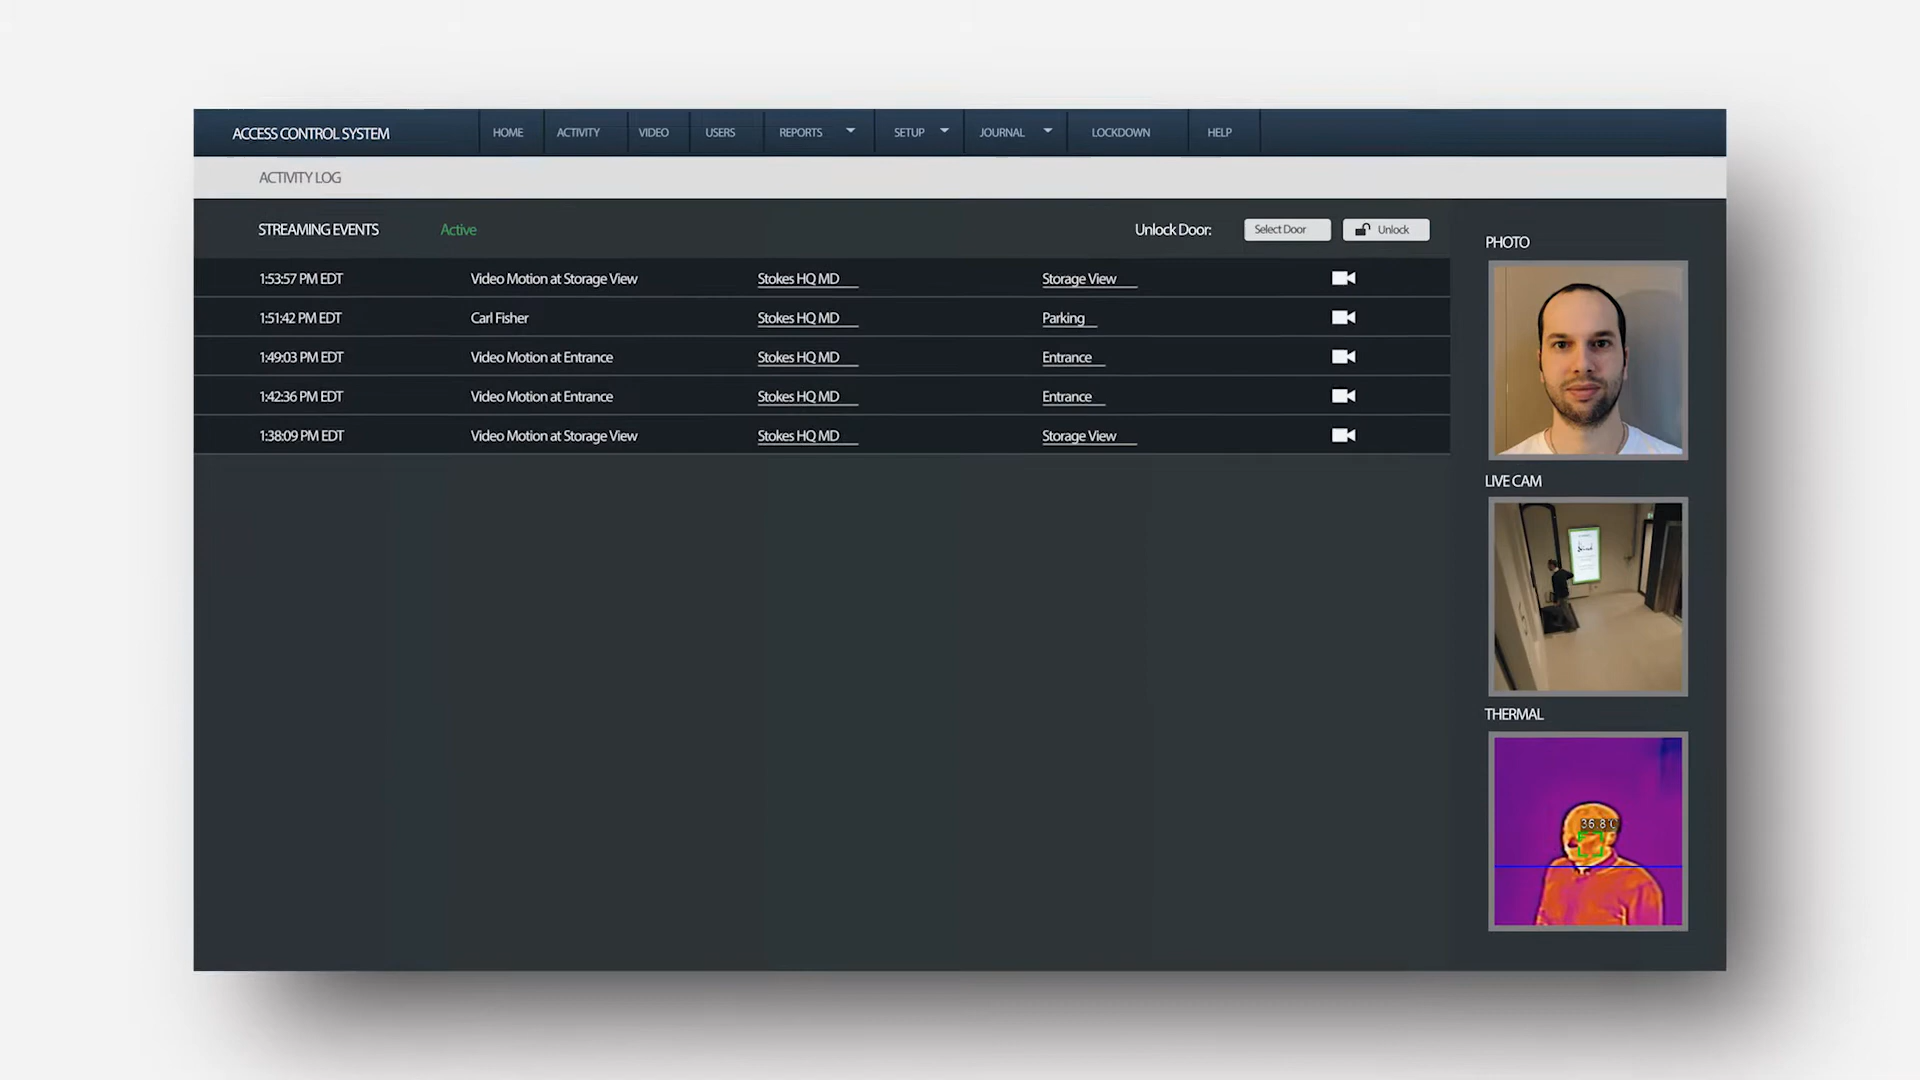 ACCESS CONTROL SYSTEM HOME ACTIVITY VIDEO USERS REPORTS SETUP JOURNAL LOCKDOWN HELP
ACTIVITY LOG
STREAMING EVENTS Active Unlock Door: Select Door Unlock
1:53:57 PM EDT Video Motion at Storage View Stokes HQ MD Storage View
1:51:42 PM EDT Carl Fisher Stokes HQ MD Parking
1:49:03 PM EDT Video Motion at Entrance Stokes HQ MD Entrance
1:42:36 PM EDT Video Motion at Entrance Stokes HQ MD Entrance
1:38:09 PM EDT Video Motion at Storage View Stokes HQ MD Storage View
PHOTO
LIVE CAM
THERMAL
36.8°C